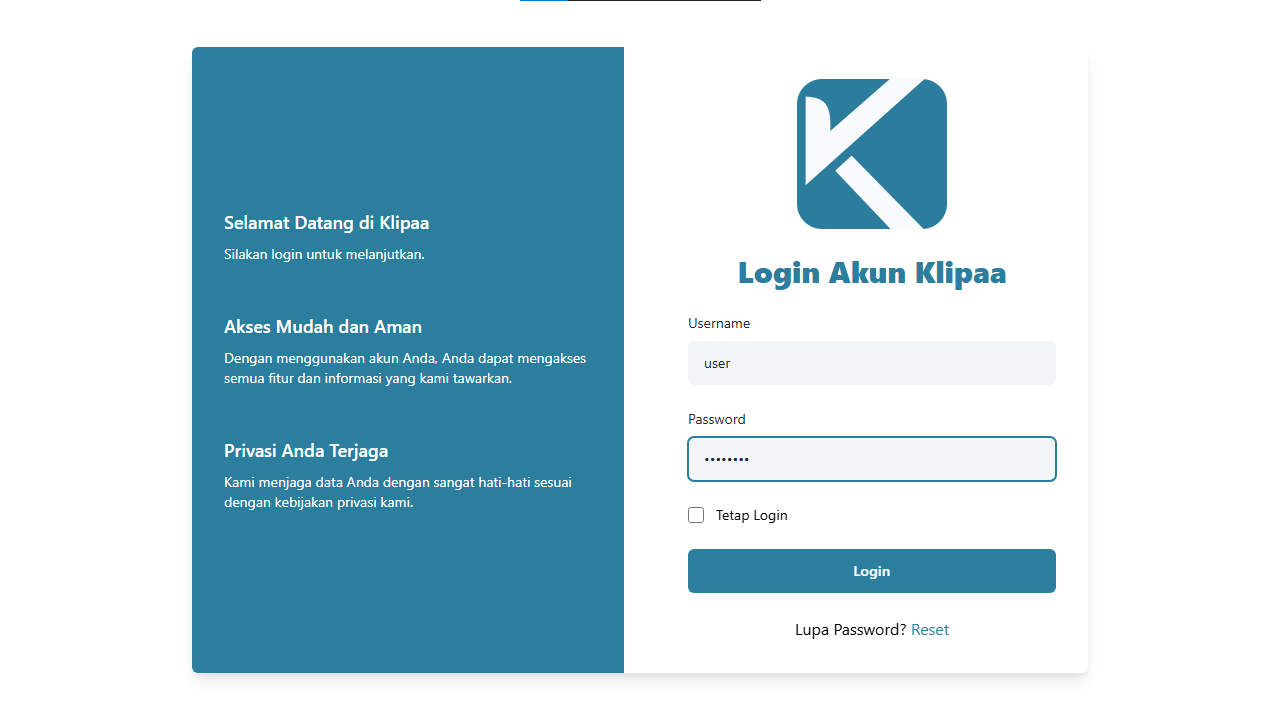 Selamat Datang di Klipaa
Silakan login untuk melanjutkan.
Akses Mudah dan Aman
Dengan menggunakan akun Anda, Anda dapat mengakses
semua fitur dan informasi yang kami tawarkan.
Privasi Anda Terjaga
Kami menjaga data Anda dengan sangat hati-hati sesuai
dengan kebijakan privasi kami.
Login Akun Klipaa
Username
user
Password
••••••••
Tetap Login
Login
Lupa Password? Reset